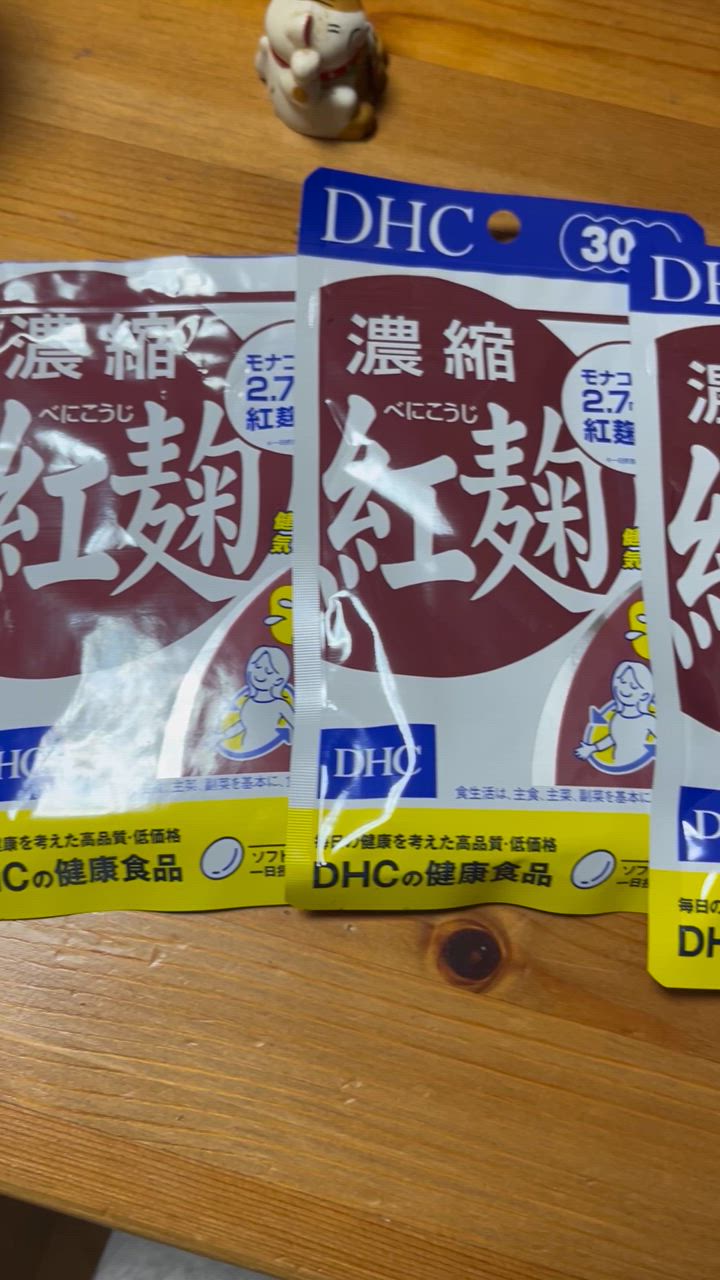 濃縮
べにこうじ
紅麹
モナコ
2.7
紅麹
健
気
DHC
主菜、副菜を基本に、
健康を考えた高品質・低価格
DHCの健康食品
ソフト
DHC
30
濃縮
べにこうじ
紅麹
モナコ
2.7
紅麹
健
気
DHC
食生活は、主食、主菜、副菜を基本に
毎日の健康を考えた高品質・低価格
DHCの健康食品
ソフト
一日
DH
濃
紅
D
毎日の
DH